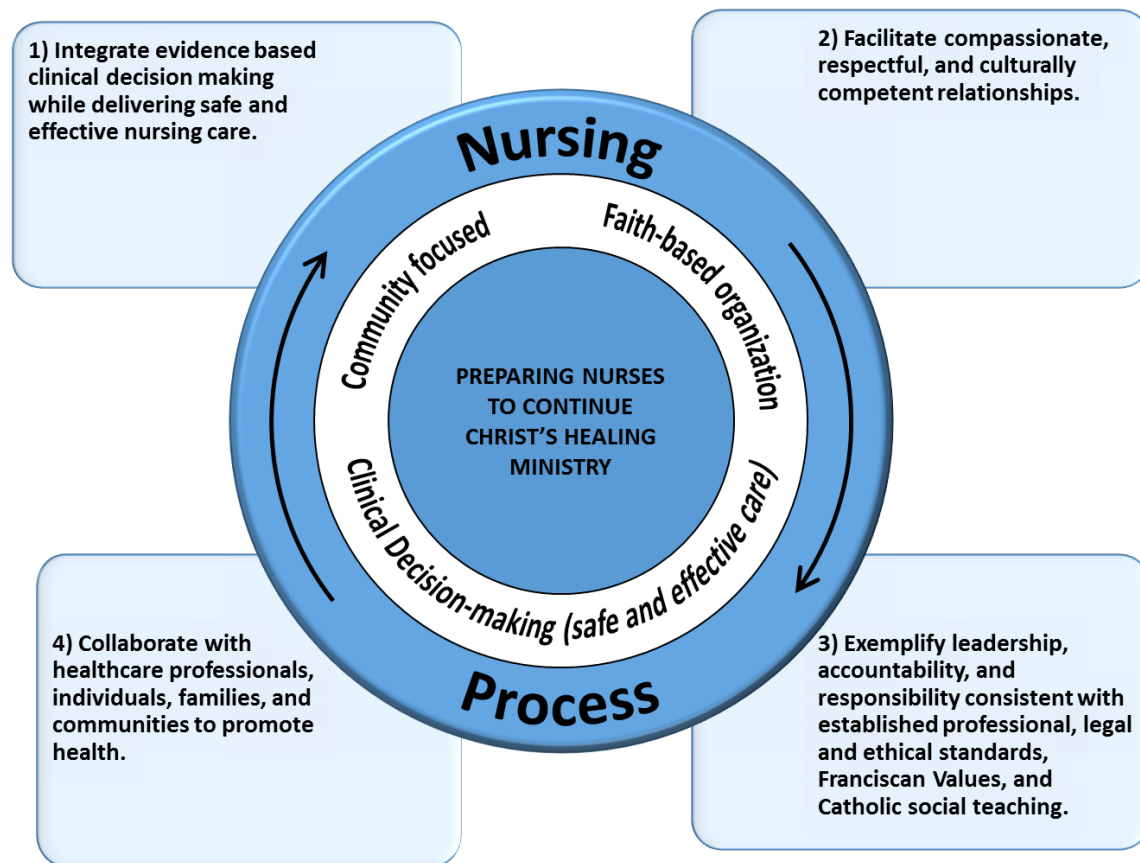 1) Integrate evidence based
clinical decision making
while delivering safe and
effective nursing care.
2) Facilitate compassionate,
respectful, and culturally
competent relationships.
Nursing
Community focused
Faith-based organization
PREPARING NURSES
TO CONTINUE
CHRIST’S HEALING
MINISTRY
Clinical Decision-making (safe and effective care)
Process
4) Collaborate with
healthcare professionals,
individuals, families, and
communities to promote
health.
3) Exemplify leadership,
accountability, and
responsibility consistent with
established professional, legal
and ethical standards,
Franciscan Values, and
Catholic social teaching.